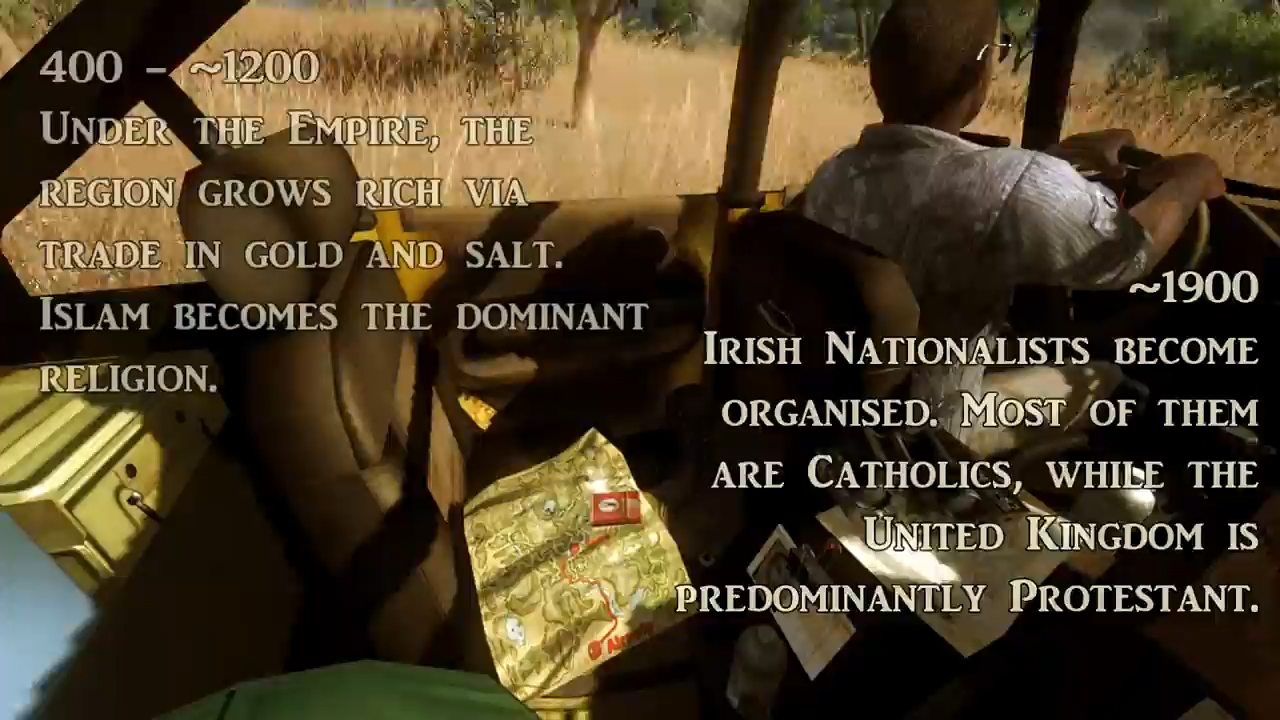 400 – ~1200
Under the Empire, the
region grows rich via
trade in gold and salt.
Islam becomes the dominant
religion.
~1900
Irish Nationalists become
organised. Most of them
are Catholics, while the
United Kingdom is
predominantly Protestant.